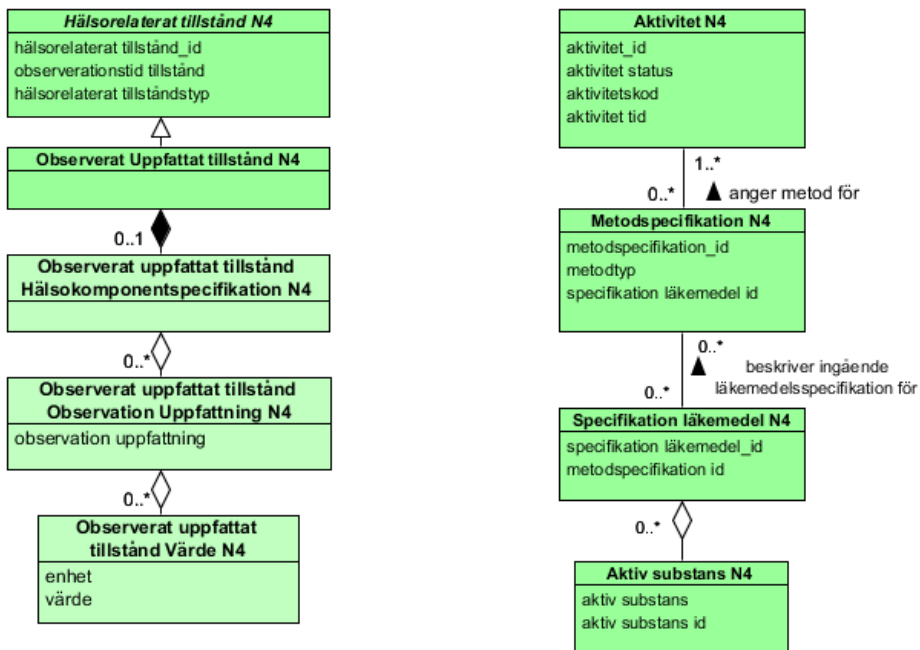 Hälsorelaterat tillstånd N4
hälsorelaterat tillstånd_id
observerationstid tillstånd
hälsorelaterat tillståndstyp
Observerat Uppfattat tillstånd N4
0..1
Observerat uppfattat tillstånd
Hälsokomponentspecifikation N4
0..*
Observerat uppfattat tillstånd
Observation Uppfattning N4
observation uppfattning
0..*
Observerat uppfattat
tillstånd Värde N4
enhet
värde
Aktivitet N4
aktivitet_id
aktivitet status
aktivitetskod
aktivitet tid
1..*
0..* anger metod för
Metodspecifikation N4
metodspecifikation_id
metodtyp
specifikation läkemedel id
0..*
beskriver ingående
0..* läkemedelsspecifikation för
Specifikation läkemedel N4
specifikation läkemedel_id
metodspecifikation id
0..*
Aktiv substans N4
aktiv substans
aktiv substans id